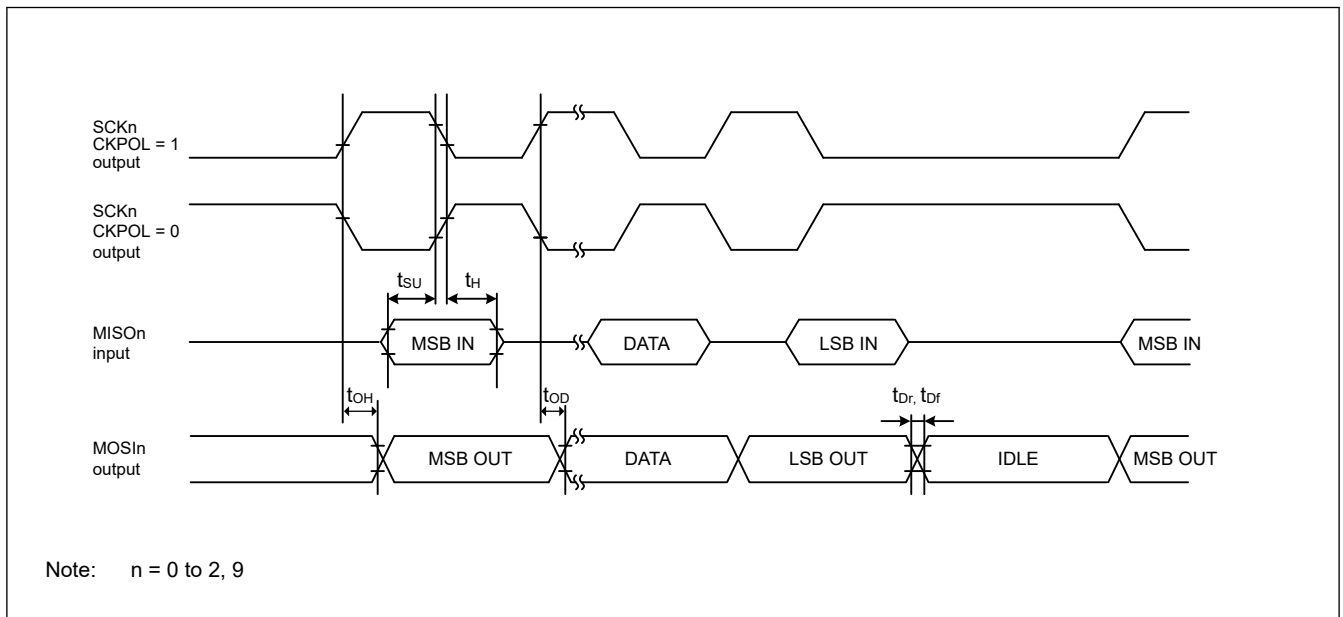 SCKn
CKPOL = 1
output
SCKn
CKPOL = 0
output
tSU tH
MISOn
input
MSB IN DATA LSB IN MSB IN
tOH tOD tDr, tDf
MOSIn
output
MSB OUT DATA LSB OUT IDLE MSB OUT
Note: n = 0 to 2, 9